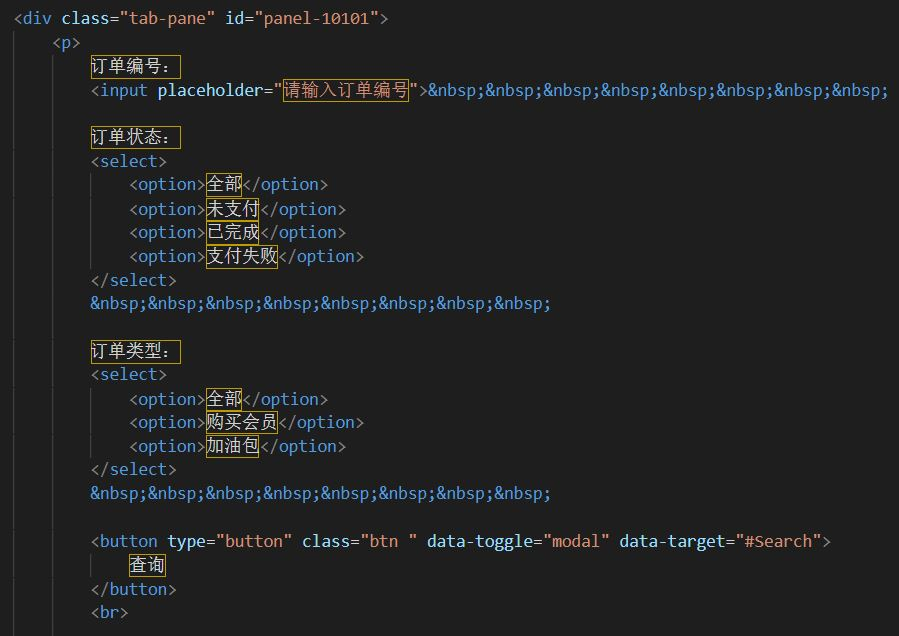 <div class="tab-pane" id="panel-10101">
<p>
订单编号：
<input placeholder="请输入订单编号">&nbsp;&nbsp;&nbsp;&nbsp;&nbsp;&nbsp;&nbsp;&nbsp;
订单状态：
<select>
<option>全部</option>
<option>未支付</option>
<option>已完成</option>
<option>支付失败</option>
</select>
&nbsp;&nbsp;&nbsp;&nbsp;&nbsp;&nbsp;&nbsp;&nbsp;
订单类型：
<select>
<option>全部</option>
<option>购买会员</option>
<option>加油包</option>
</select>
&nbsp;&nbsp;&nbsp;&nbsp;&nbsp;&nbsp;&nbsp;&nbsp;
<button type="button" class="btn " data-toggle="modal" data-target="#Search">
查询
</button>
<br>